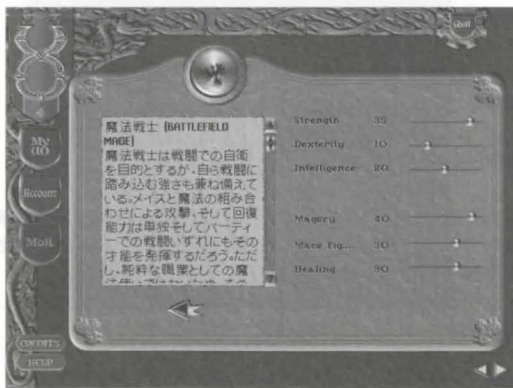 Quit
魔法戦士 (BATTLEFIELD
MAGE)
魔法戦士は戦闘での自衛
を目的とするが、自ら戦闘に
踏み込む強さも兼ね備えて
いる。メイスと魔法の組み合
わせによる攻撃、そして回復
能力は単独そしてパーティ
ーでの戦闘いずれにもその
才能を発揮するだろう。ただ
し、純粋な職業としての魔
Strength 35
Dexterity 10
Intelligence 20
Magery 40
Mace Fig... 30
Healing 30
My
UO
Account
Mail
CREDITS
HELP